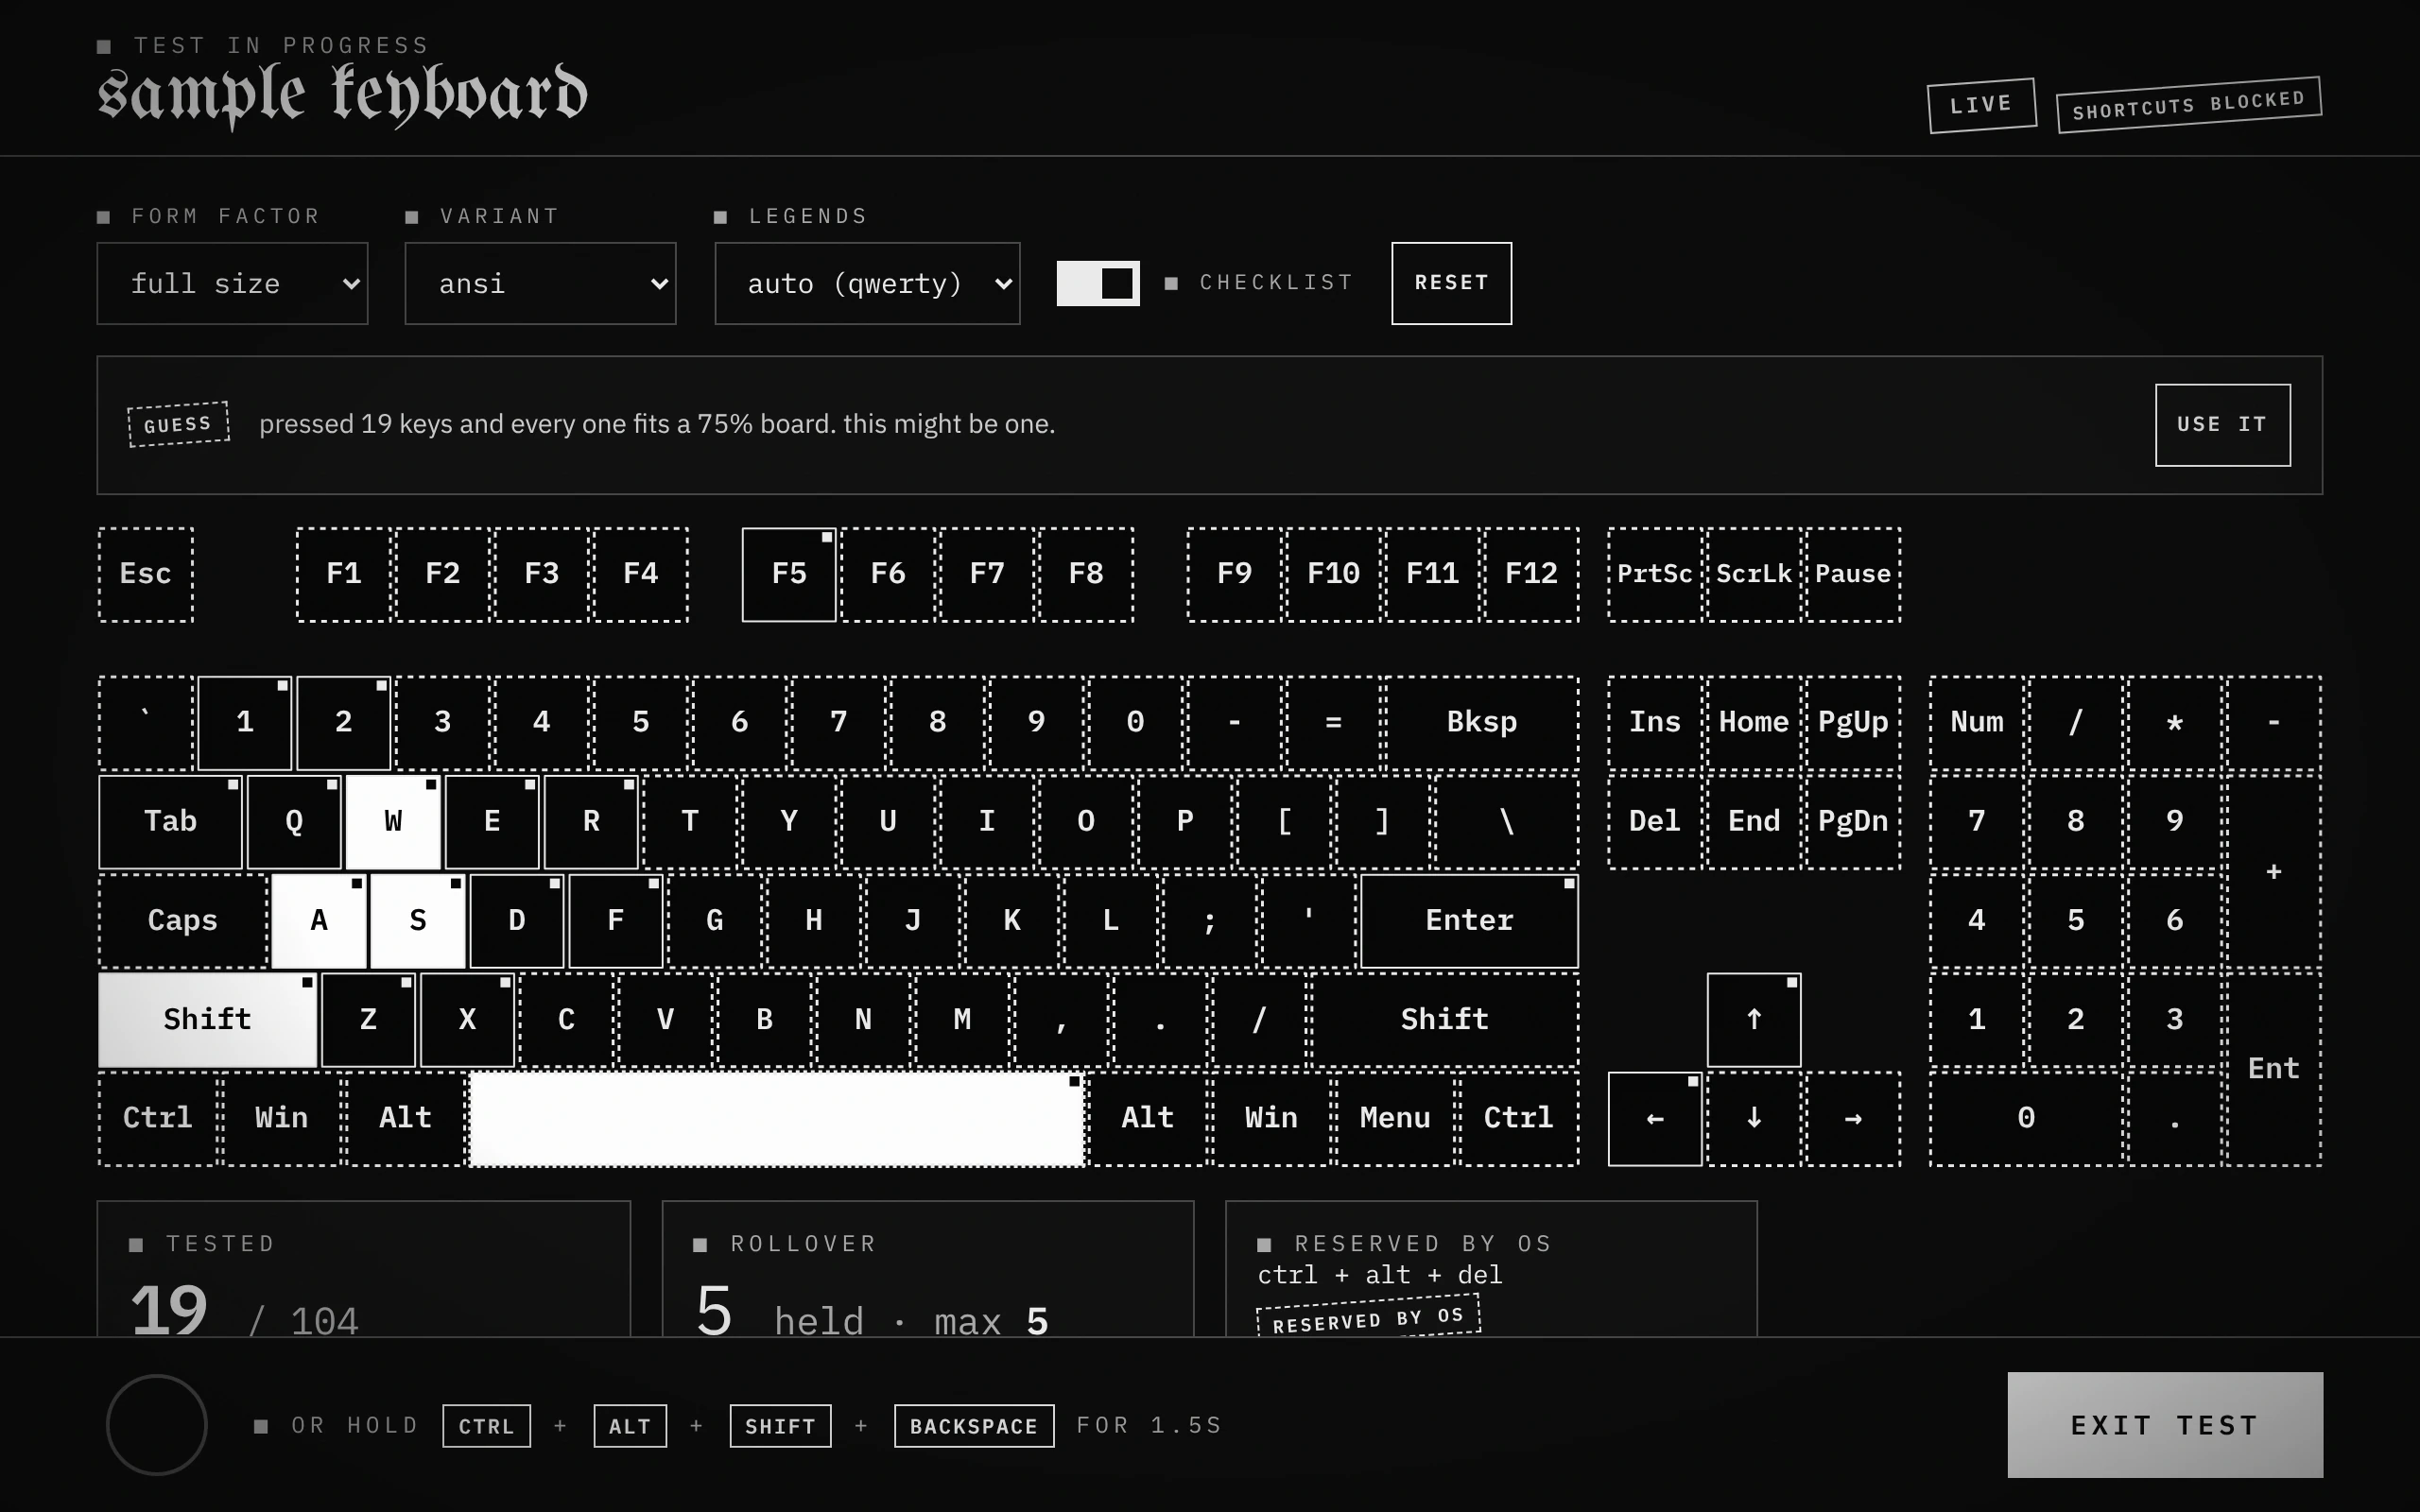 ■ TEST IN PROGRESS
sample keyboard
LIVE
SHORTCUTS BLOCKED
■ FORM FACTOR
■ VARIANT
■ LEGENDS
full size
ansi
auto (qwerty)
■ CHECKLIST
RESET
GUESS
pressed 19 keys and every one fits a 75% board. this might be one.
USE IT
Esc F1 F2 F3 F4 F5 F6 F7 F8 F9 F10 F11 F12 PrtSc ScrLk Pause
` 1 2 3 4 5 6 7 8 9 0 - = Bksp Ins Home PgUp Num / * -
Tab Q W E R T Y U I O P [ ] \ Del End PgDn 7 8 9 +
Caps A S D F G H J K L ; ' Enter 4 5 6
Shift Z X C V B N M , . / Shift ↑ 1 2 3 Ent
Ctrl Win Alt Alt Win Menu Ctrl ← ↓ → 0 .
■ TESTED
19 / 104
■ ROLLOVER
5 held · max 5
■ RESERVED BY OS
ctrl + alt + del
RESERVED BY OS
■ OR HOLD CTRL + ALT + SHIFT + BACKSPACE FOR 1.5S
EXIT TEST